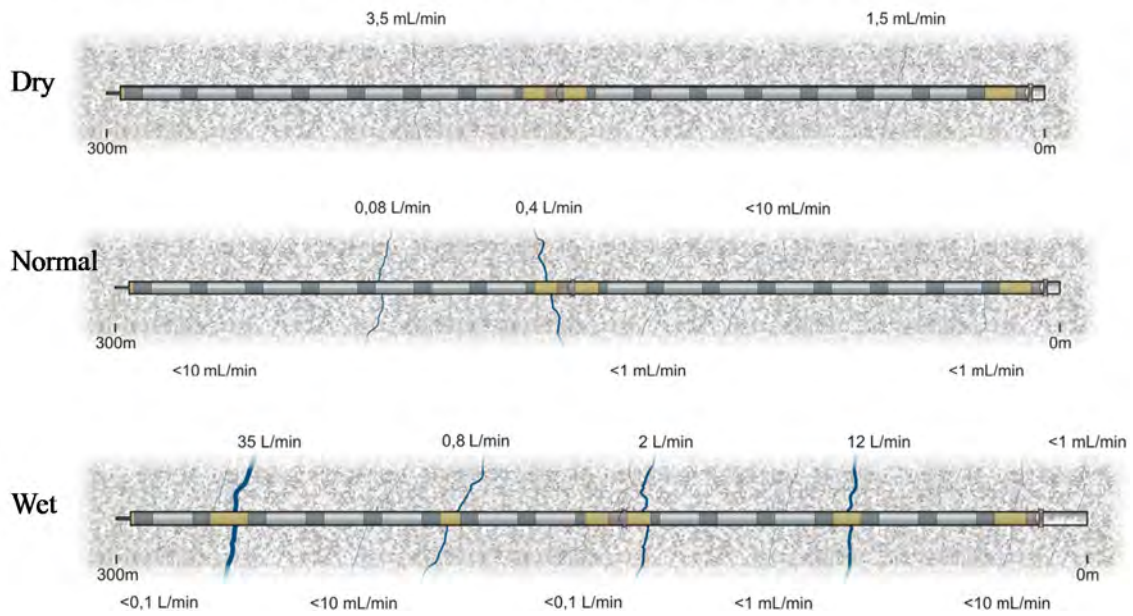 3,5 mL/min 1,5 mL/min
Dry
300m 0m
0,08 L/min 0,4 L/min <10 mL/min
Normal
300m 0m
<10 mL/min <1 mL/min <1 mL/min
35 L/min 0,8 L/min 2 L/min 12 L/min <1 mL/min
Wet
300m 0m
<0,1 L/min <10 mL/min <0,1 L/min <1 mL/min <10 mL/min